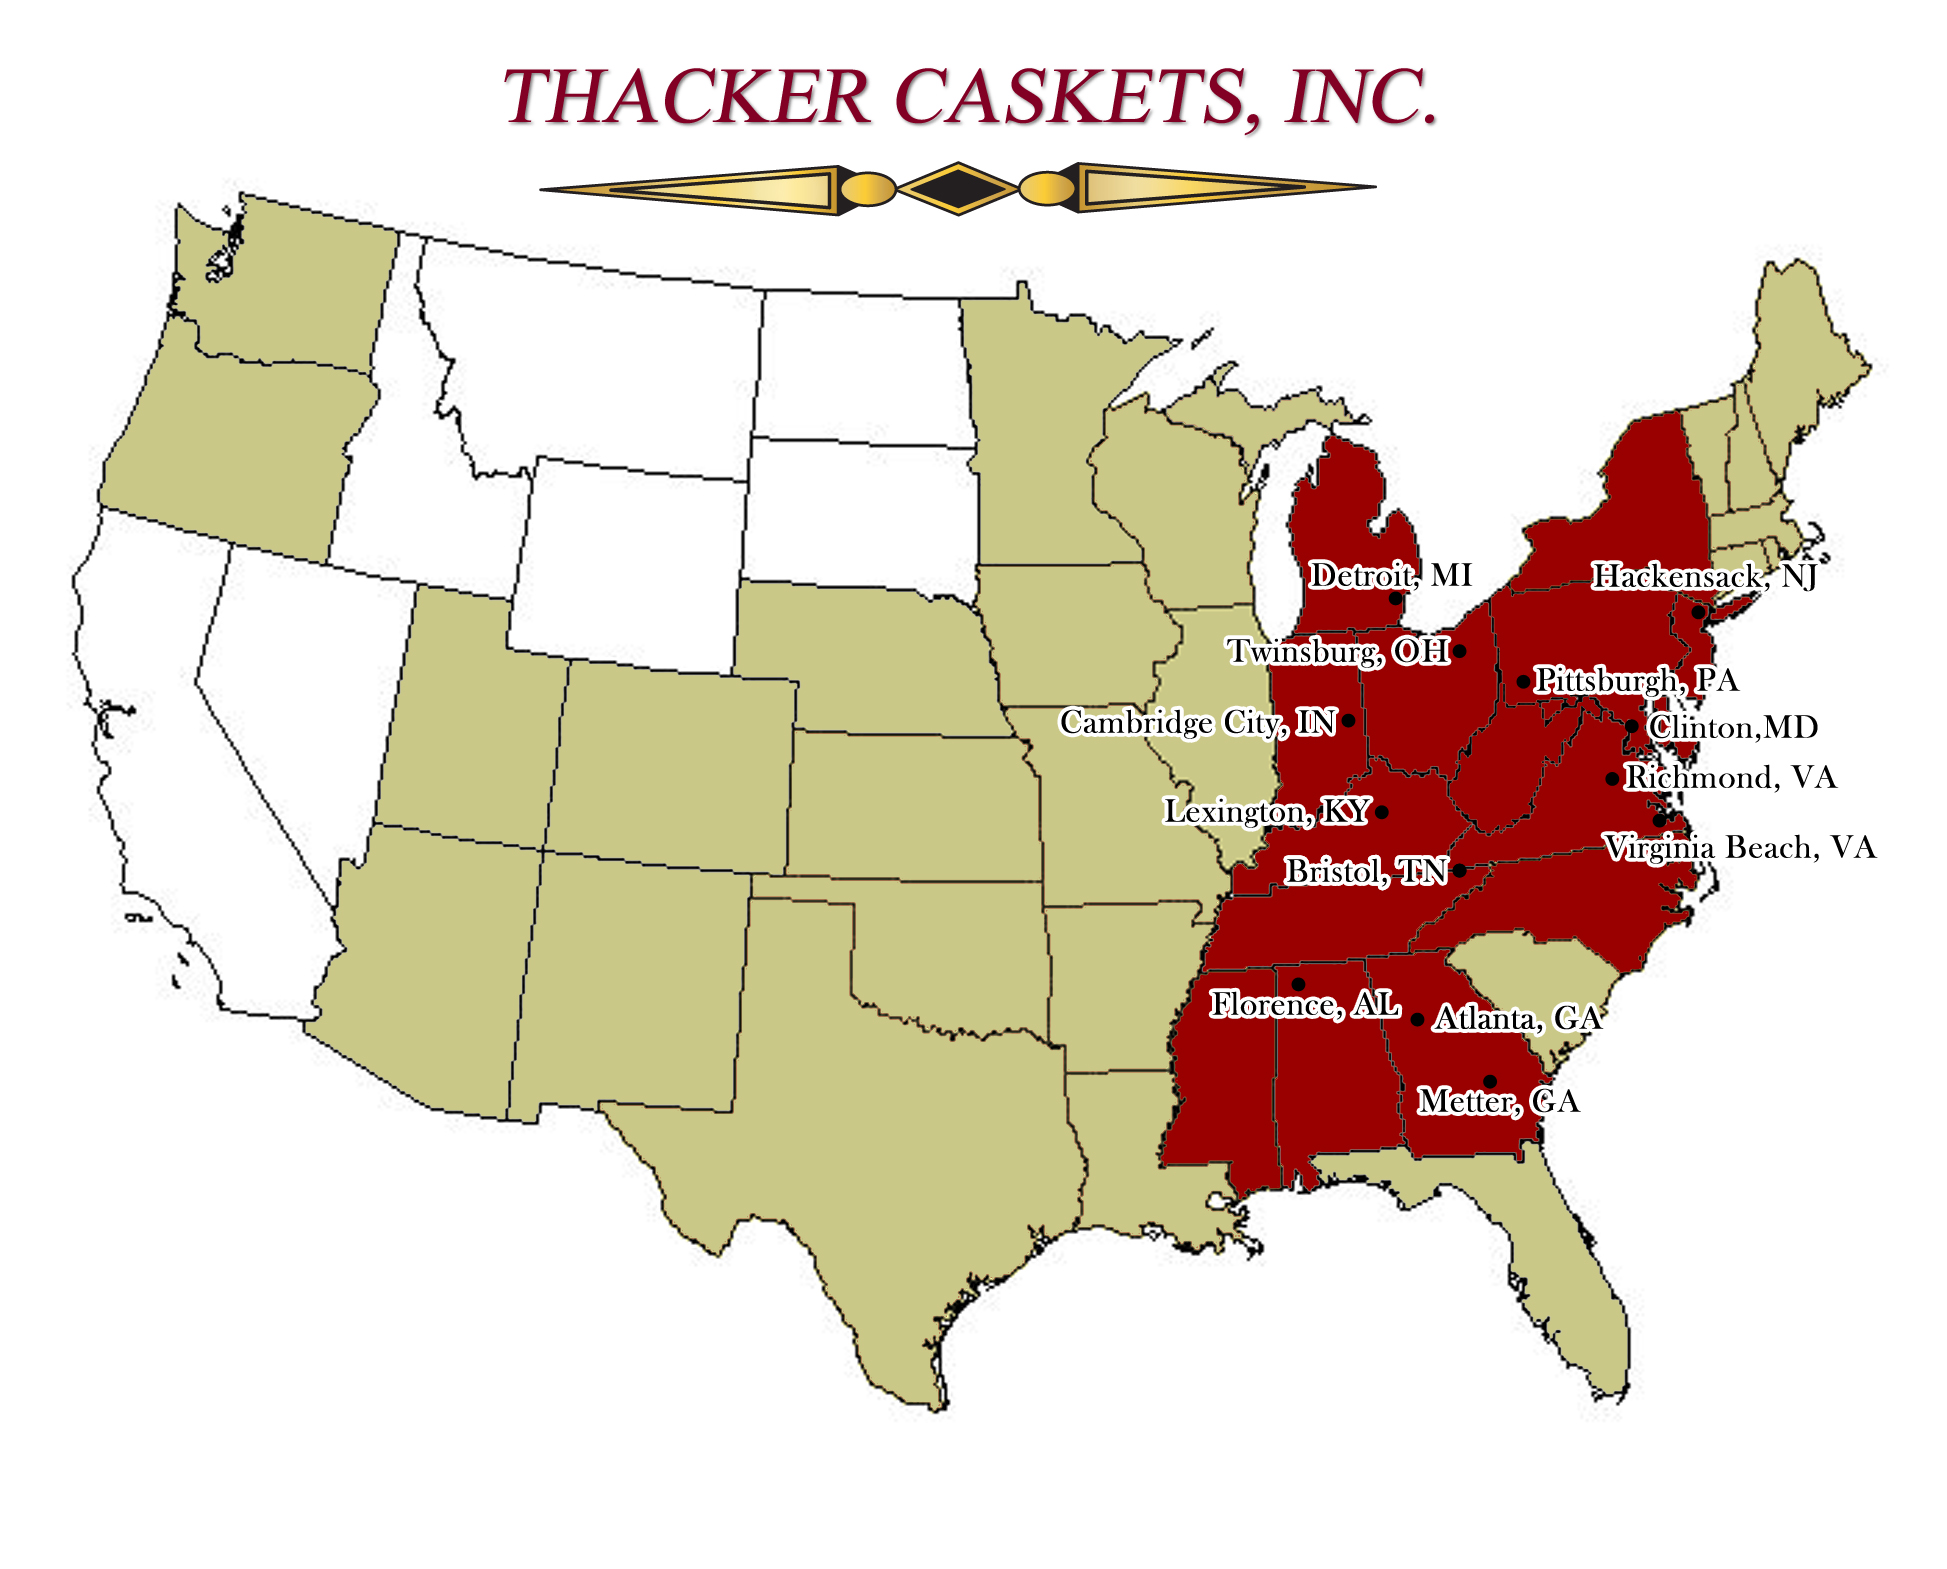 THACKER CASKETS, INC.
Detroit, MI
Hackensack, NJ
Twinsburg, OH
Pittsburgh, PA
Cambridge City, IN
Clinton,MD
Richmond, VA
Lexington, KY
Virginia Beach, VA
Bristol, TN
Florence, AL
Atlanta, GA
Metter, GA